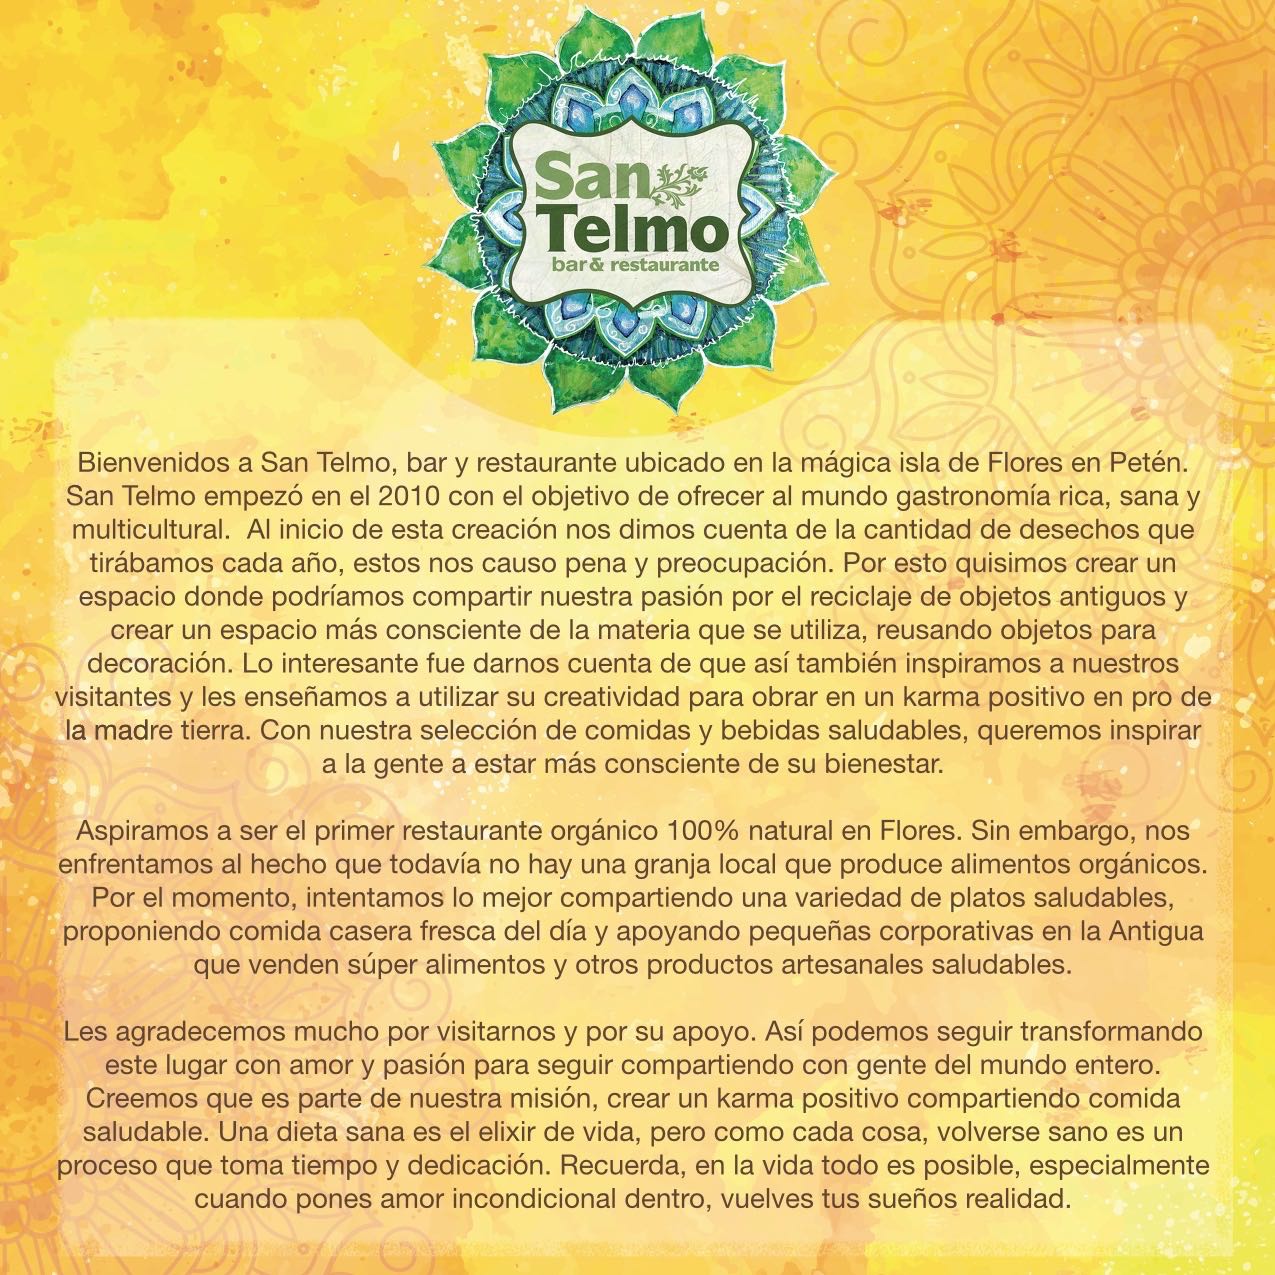 San
Telmo
bar & restaurante
Bienvenidos a San Telmo, bar y restaurante ubicado en la mágica isla de Flores en Petén.
San Telmo empezó en el 2010 con el objetivo de ofrecer al mundo gastronomía rica, sana y
multicultural.  Al inicio de esta creación nos dimos cuenta de la cantidad de desechos que
tirábamos cada año, estos nos causo pena y preocupación. Por esto quisimos crear un
espacio donde podríamos compartir nuestra pasión por el reciclaje de objetos antiguos y
crear un espacio más consciente de la materia que se utiliza, reusando objetos para
decoración. Lo interesante fue darnos cuenta de que así también inspiramos a nuestros
visitantes y les enseñamos a utilizar su creatividad para obrar en un karma positivo en pro de
la madre tierra. Con nuestra selección de comidas y bebidas saludables, queremos inspirar
a la gente a estar más consciente de su bienestar.
Aspiramos a ser el primer restaurante orgánico 100% natural en Flores. Sin embargo, nos
enfrentamos al hecho que todavía no hay una granja local que produce alimentos orgánicos.
Por el momento, intentamos lo mejor compartiendo una variedad de platos saludables,
proponiendo comida casera fresca del día y apoyando pequeñas corporativas en la Antigua
que venden súper alimentos y otros productos artesanales saludables.
Les agradecemos mucho por visitarnos y por su apoyo. Así podemos seguir transformando
este lugar con amor y pasión para seguir compartiendo con gente del mundo entero.
Creemos que es parte de nuestra misión, crear un karma positivo compartiendo comida
saludable. Una dieta sana es el elixir de vida, pero como cada cosa, volverse sano es un
proceso que toma tiempo y dedicación. Recuerda, en la vida todo es posible, especialmente
cuando pones amor incondicional dentro, vuelves tus sueños realidad.